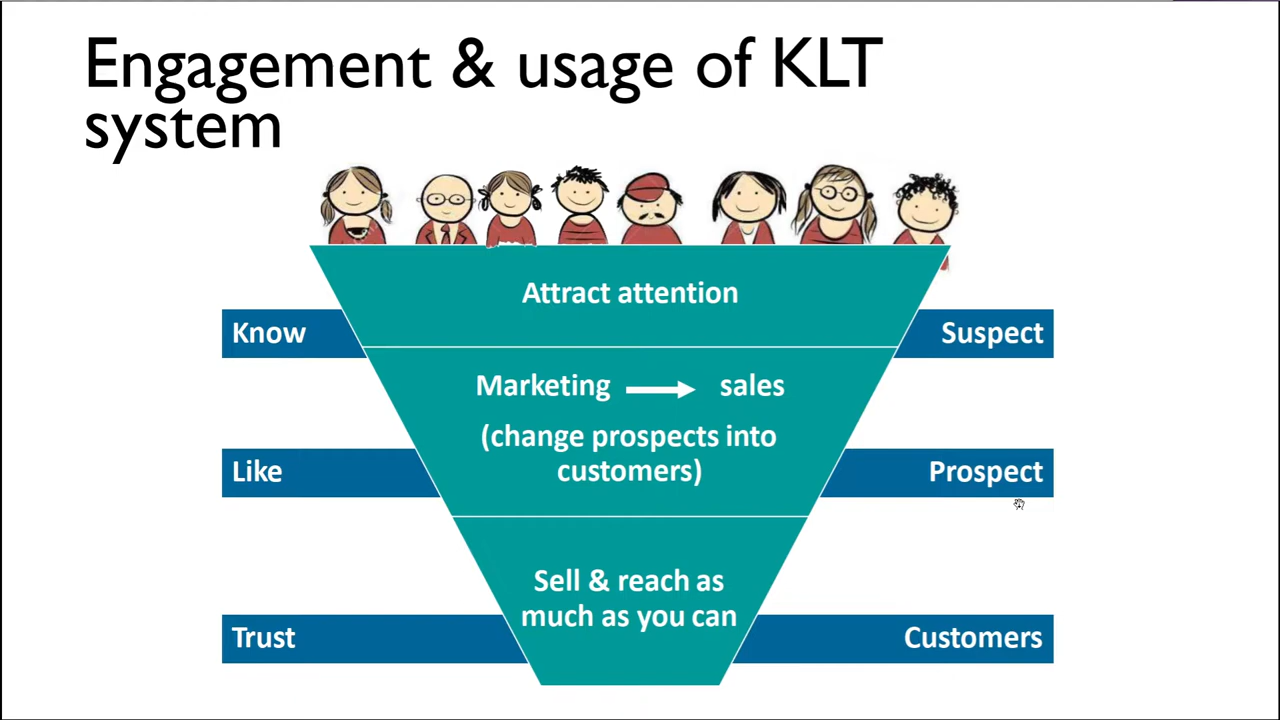 Engagement & usage of KLT
system
Attract attention
Know
Suspect
Marketing sales
(change prospects into
customers)
Like
Prospect
Sell & reach as
much as you can
Trust
Customers